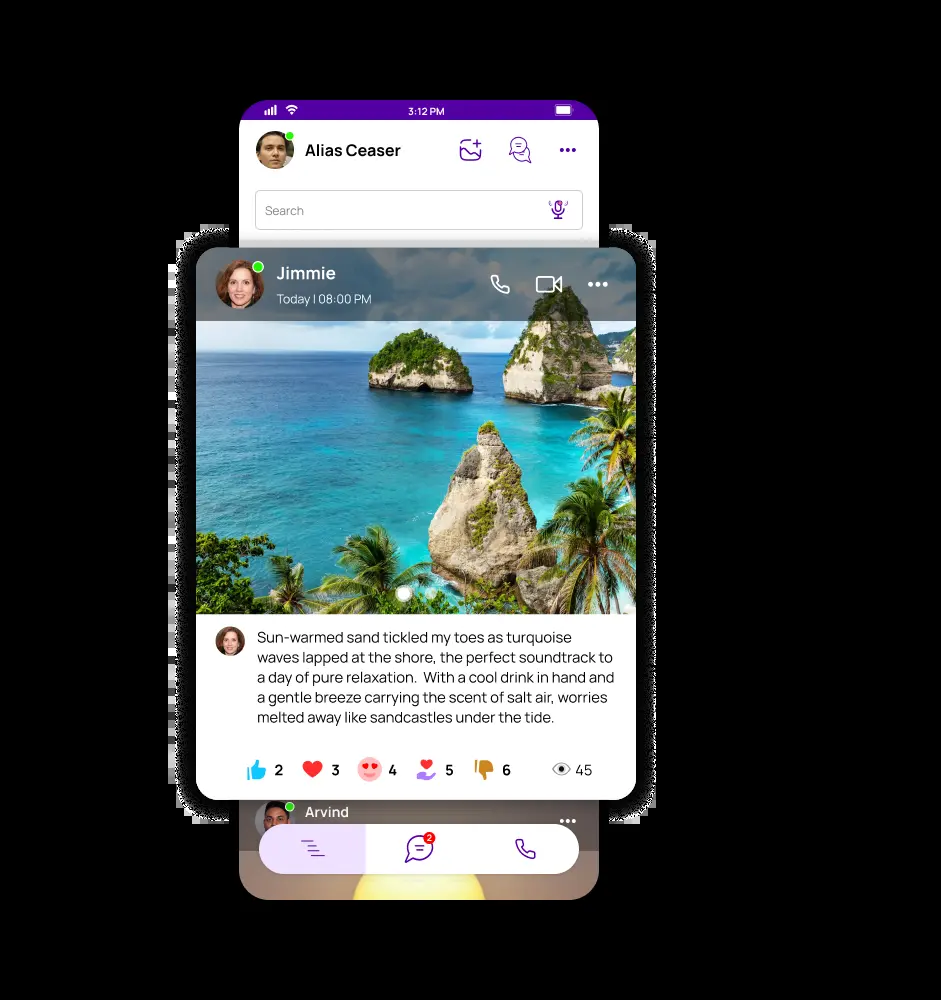 3:12 PM
Alias Ceaser
Search
Jimmie
Today | 08:00 PM
Sun-warmed sand tickled my toes as turquoise
waves lapped at the shore, the perfect soundtrack to
a day of pure relaxation.  With a cool drink in hand and
a gentle breeze carrying the scent of salt air, worries
melted away like sandcastles under the tide.
2 3 4 5 6 45
Arvind
2